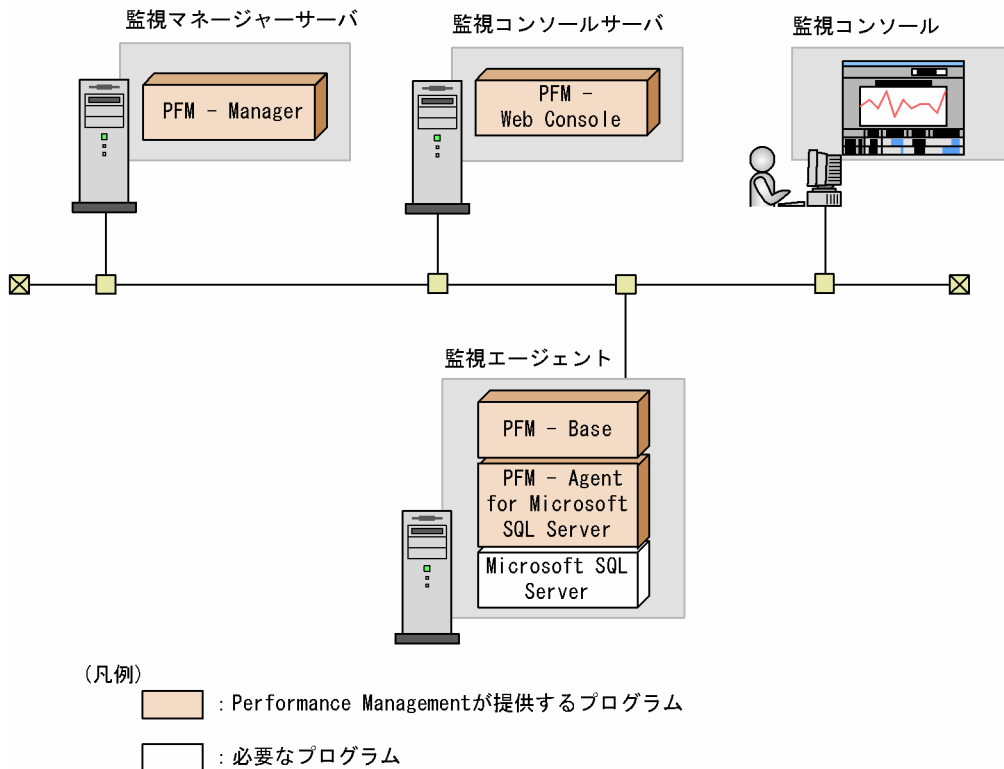 監視マネージャーサーバ
監視コンソールサーバ
監視コンソール
PFM - Manager
PFM -
Web Console
監視エージェント
PFM - Base
PFM - Agent
for Microsoft
SQL Server
Microsoft SQL
Server
(凡例)
：Performance Managementが提供するプログラム
：必要なプログラム